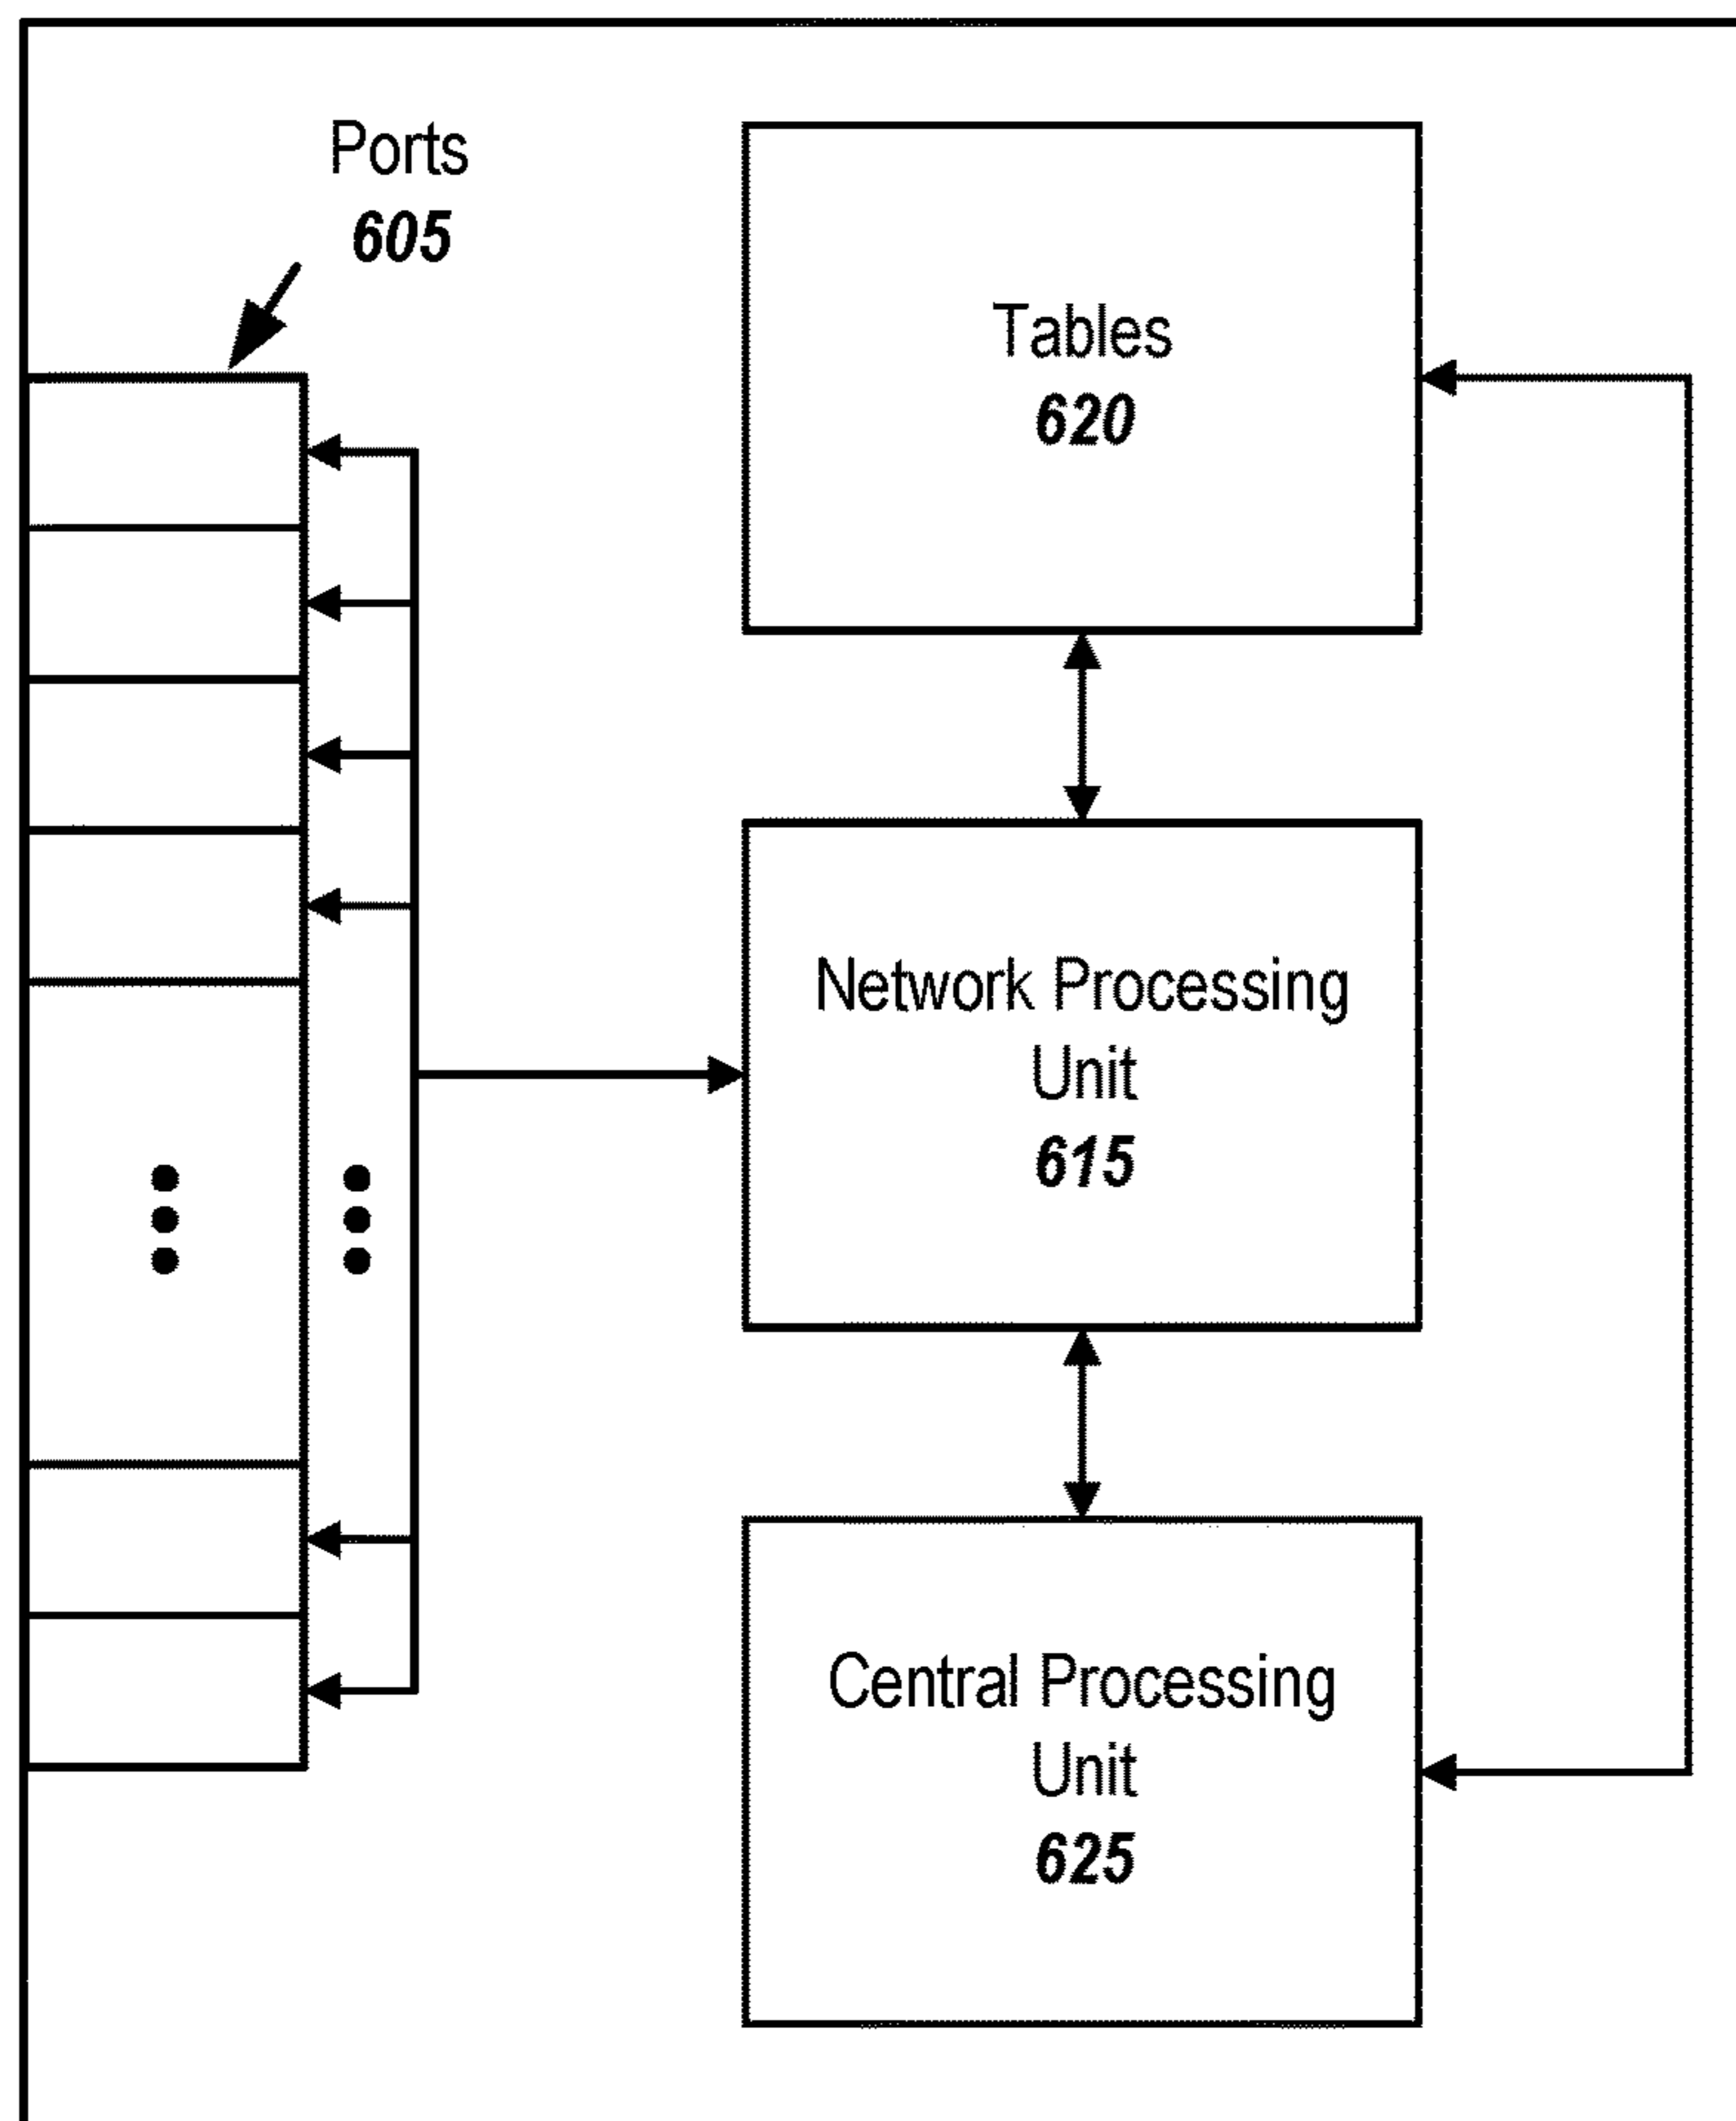 Ports
605
Tables
620
Network Processing
Unit
615
Central Processing
Unit
625